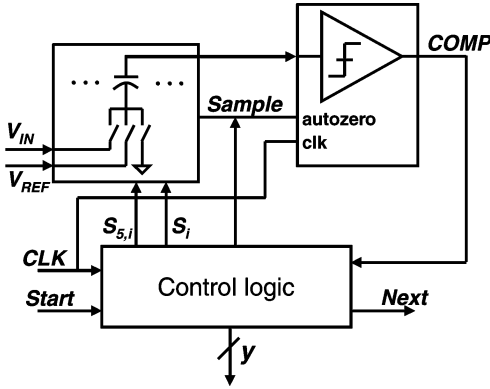 COMP
Sample
autozero
clk
V_IN
V_REF
S_5,i
S_i
CLK
Start
Control logic
Next
y